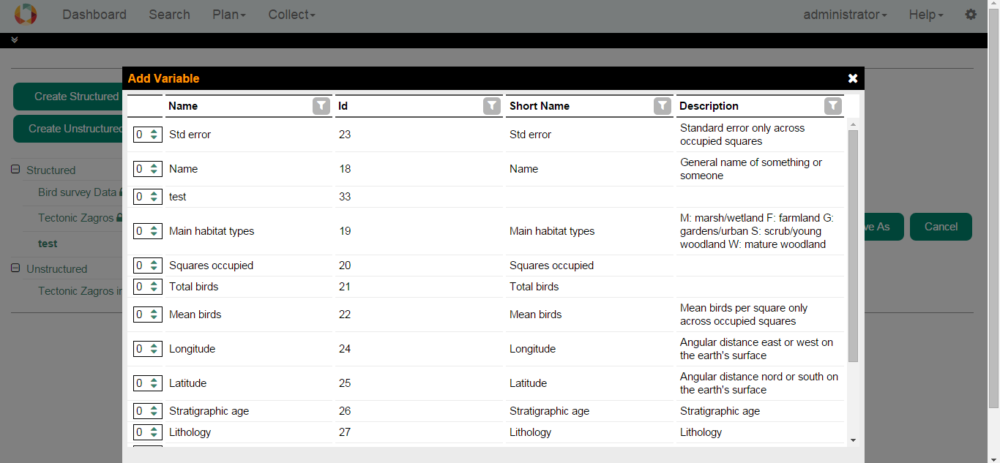 Dashboard Search Plan Collect administrator Help
Add Variable
Create Structured
Create Unstructured
Structured
Bird survey Data
Tectonic Zagros
test
Unstructured
Tectonic Zagros
Name Id Short Name Description
0 Std error 23 Std error Standard error only across
occupied squares
0 Name 18 Name General name of something or
someone
0 test 33
0 Main habitat types 19 Main habitat types M: marsh/wetland F: farmland G:
gardens/urban S: scrub/young
woodland W: mature woodland
0 Squares occupied 20 Squares occupied
0 Total birds 21 Total birds
0 Mean birds 22 Mean birds Mean birds per square only
across occupied squares
0 Longitude 24 Longitude Angular distance east or west on
the earth's surface
0 Latitude 25 Latitude Angular distance nord or south on
the earth's surface
0 Stratigraphic age 26 Stratigraphic age Stratigraphic age
0 Lithology 27 Lithology Lithology
As
Cancel